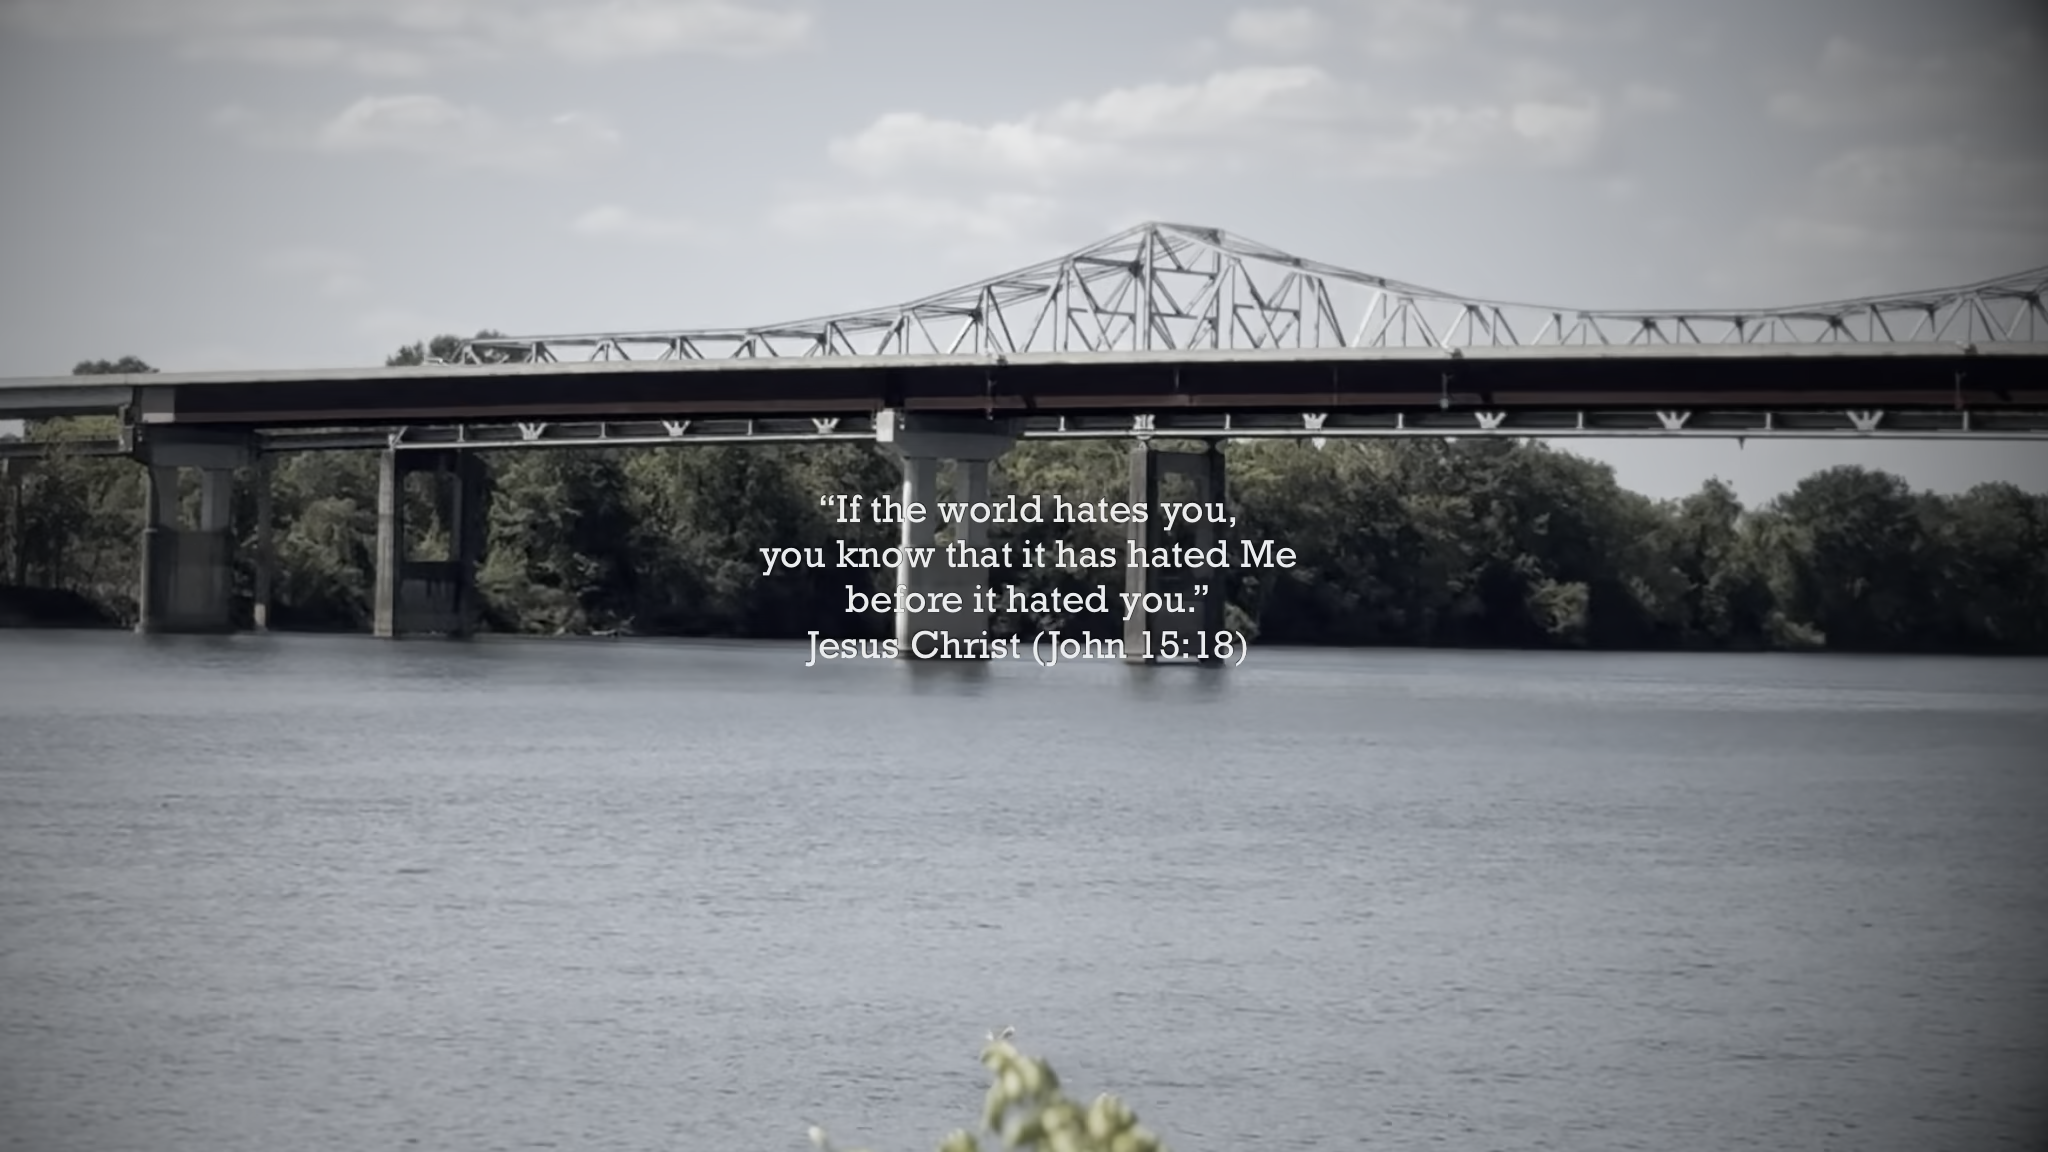 “If the world hates you,
you know that it has hated Me
before it hated you.”
Jesus Christ (John 15:18)